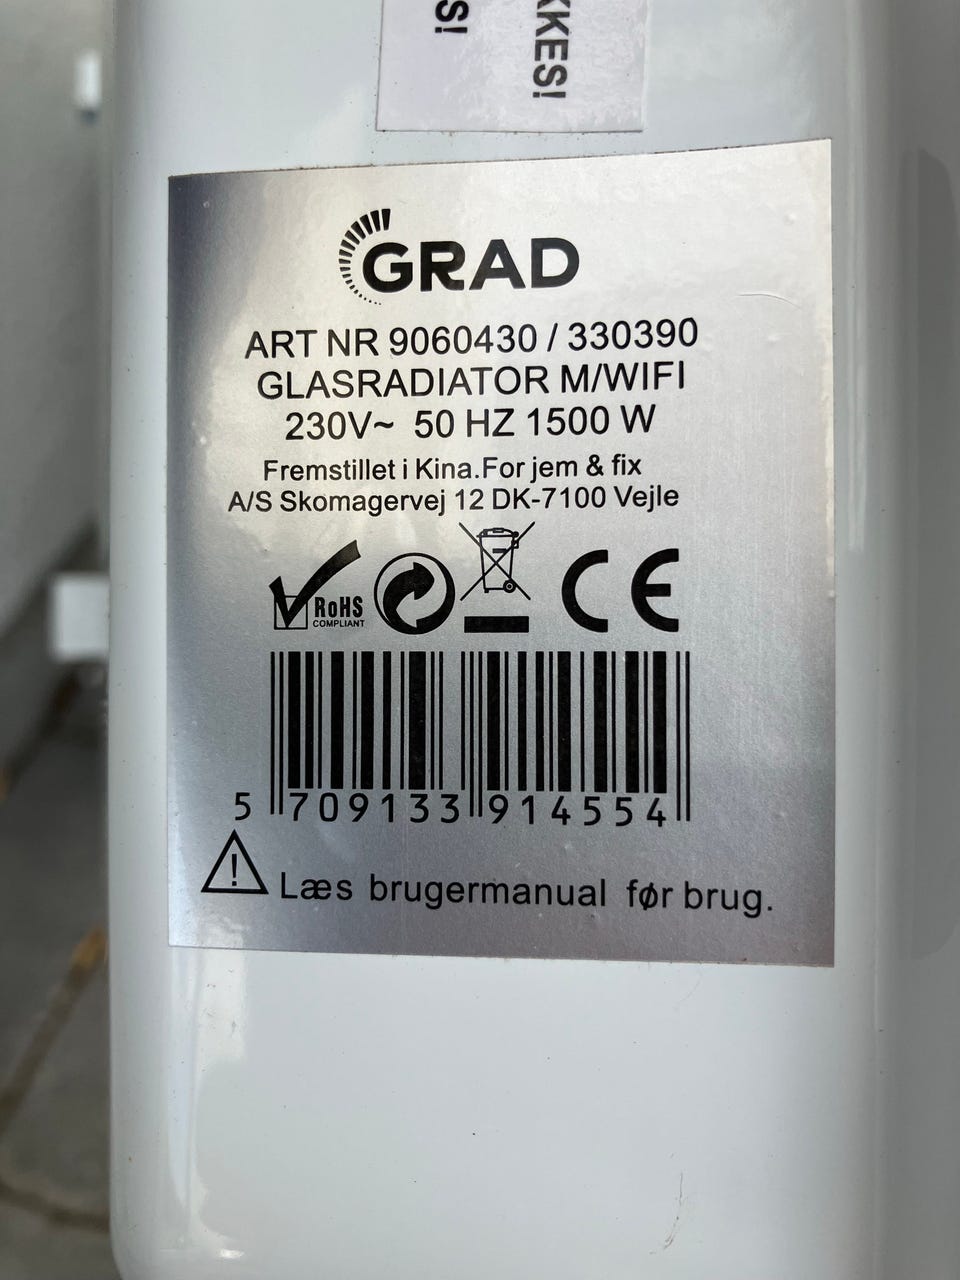 S!
KKES!
GRAD
ART NR 9060430 / 330390
GLASRADIATOR M/WIFI
230V~ 50 HZ 1500 W
Fremstillet i Kina.For jem & fix
A/S Skomagervej 12 DK-7100 Vejle
RoHS
COMPLIANT
CE
5 709133 914554
! Læs brugermanual før brug.